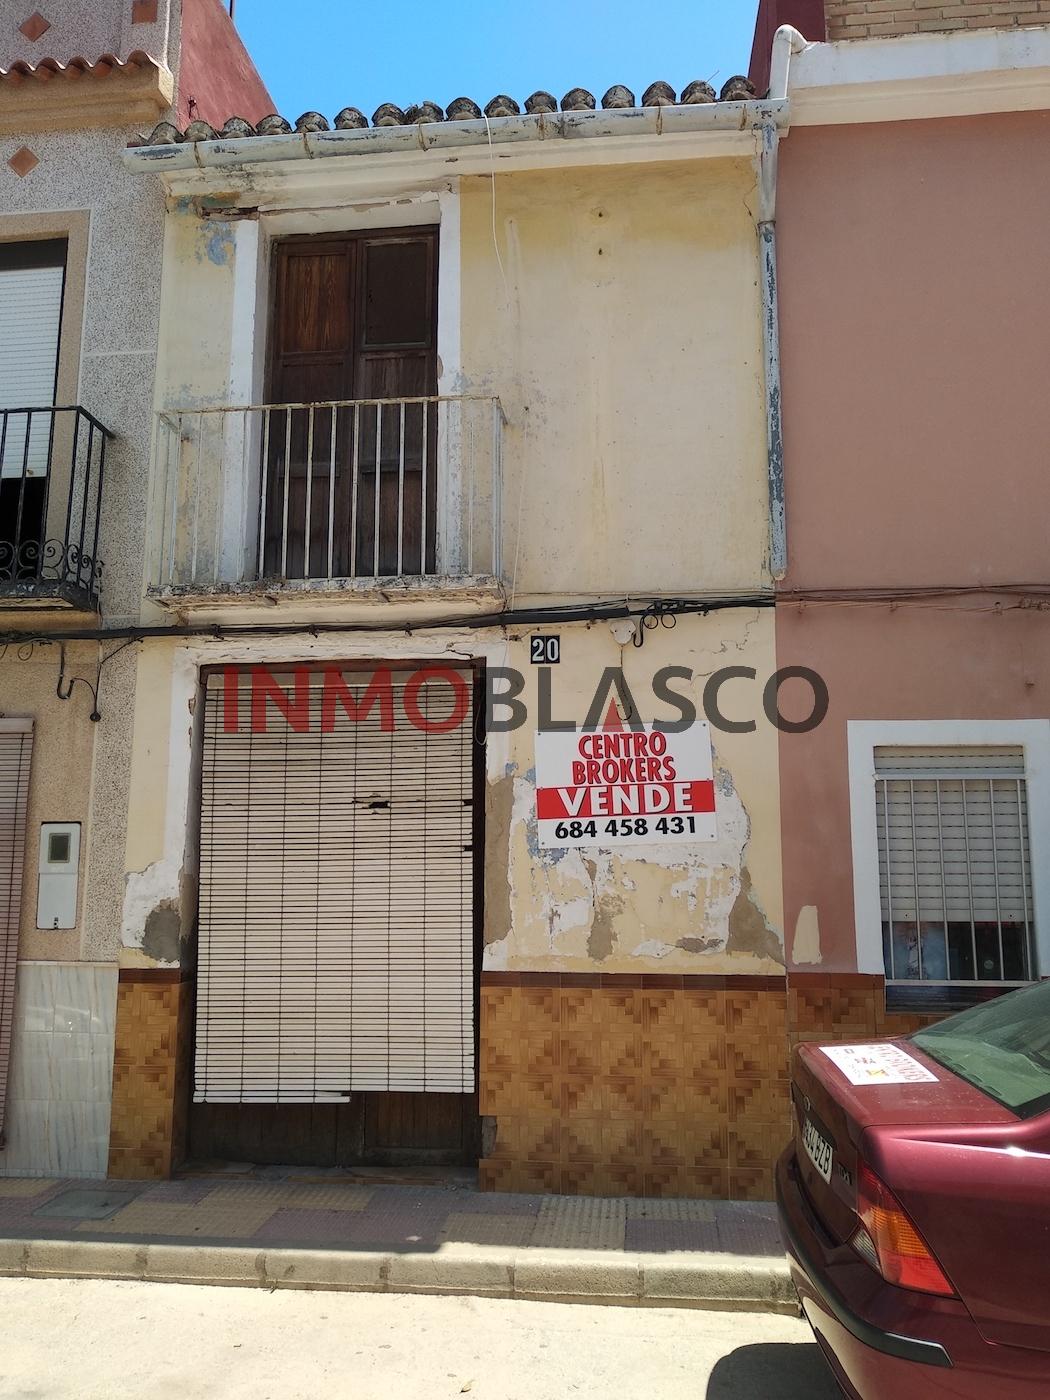 20
INMOBLASCO
CENTRO
BROKERS
VENDE
684 458 431